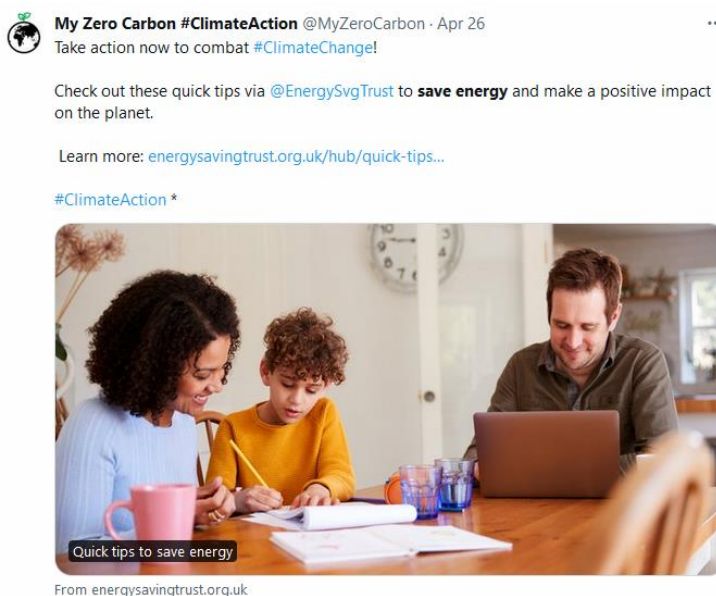 My Zero Carbon #ClimateAction @MyZeroCarbon · Apr 26
Take action now to combat #ClimateChange!
Check out these quick tips via @EnergySvgTrust to save energy and make a positive impact
on the planet.
Learn more: energysavingtrust.org.uk/hub/quick-tips...
#ClimateAction *
Quick tips to save energy
From energysavingtrust.org.uk